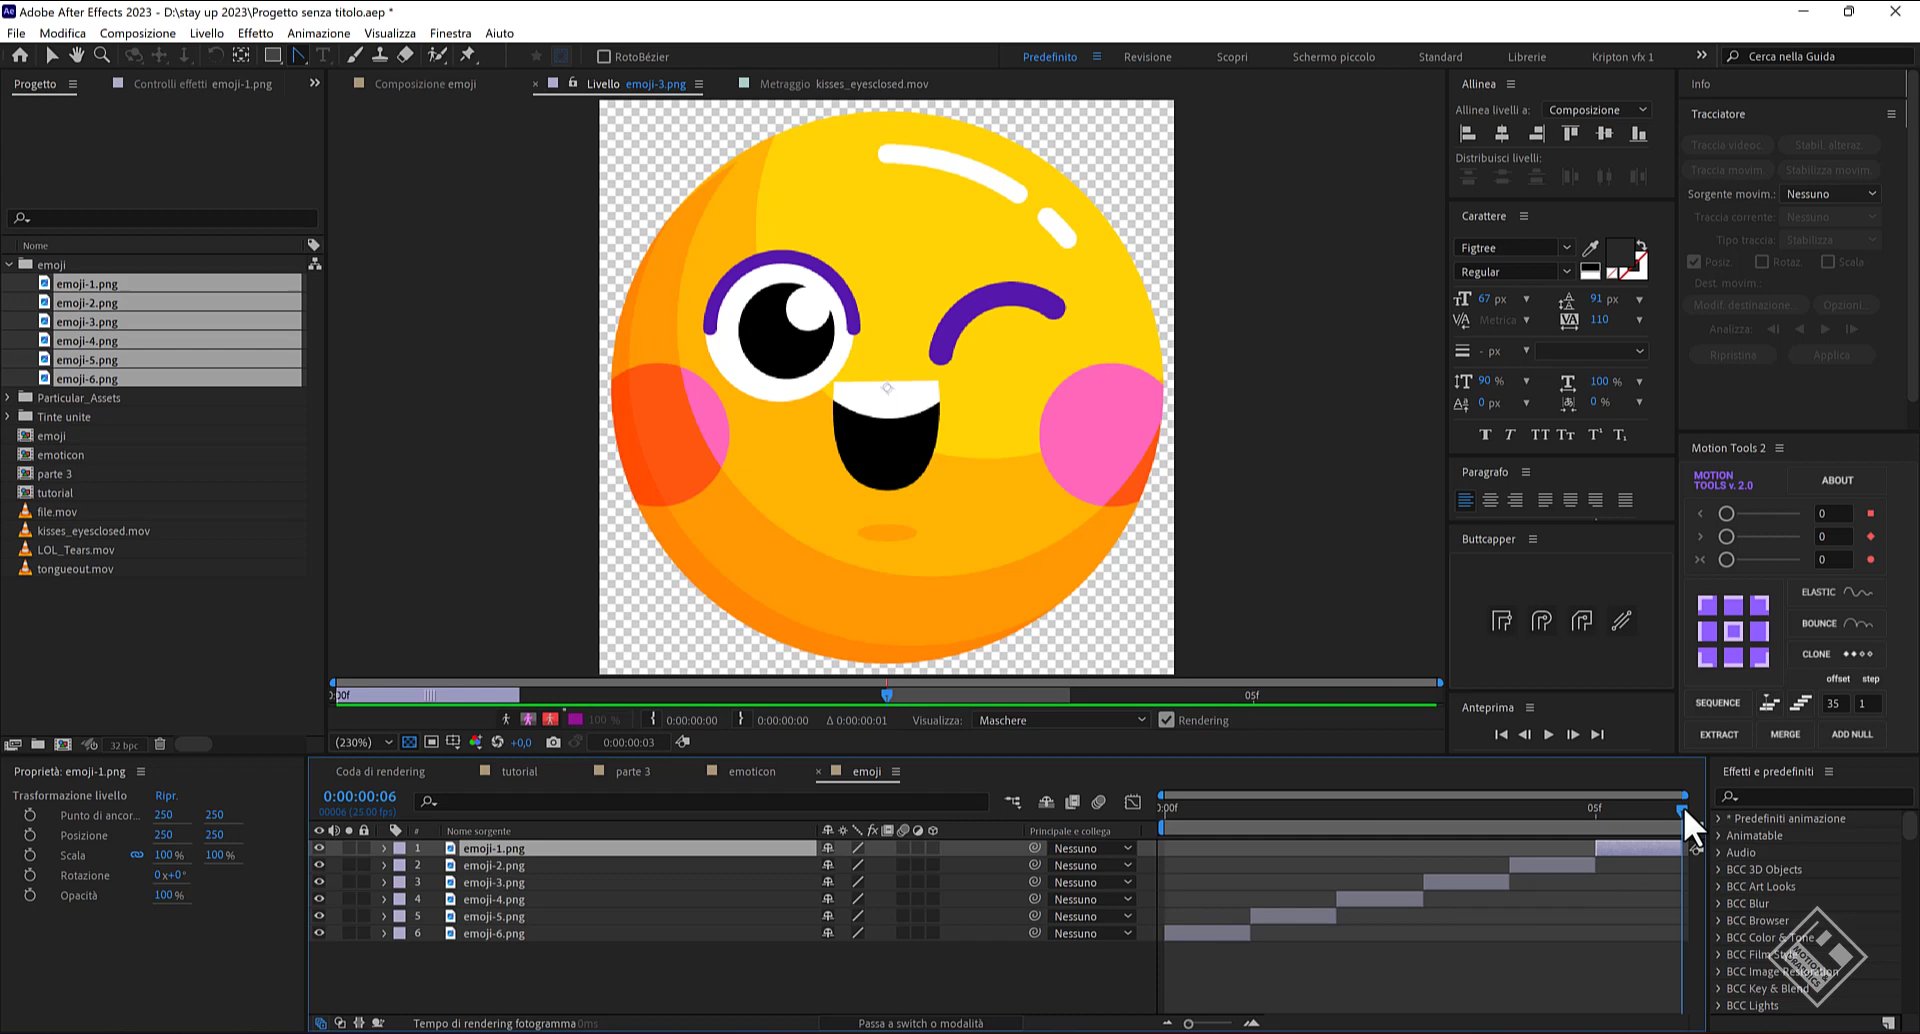 Adobe After Effects 2023 - D:\stay up 2023\Progetto senza titolo.aep *
File Modifica Composizione Livello Effetto Animazione Visualizza Finestra Aiuto
RotoBézier
Predefinito Revisione Scopri Schermo piccolo Standard Librerie Kripton vfx 1 Cerca nella Guida
Progetto Controlli effetti emoji-1.png
Composizione emoji Livello emoji-3.png Metraggio kisses_eyesclosed.mov
Nome
emoji
emoji-1.png
emoji-2.png
emoji-3.png
emoji-4.png
emoji-5.png
emoji-6.png
Particular_Assets
Tinte unite
emoji
emoticon
parte 3
tutorial
file.mov
kisses_eyesclosed.mov
LOL_Tears.mov
tongueout.mov
32 bpc
05f
100 % 0:00:00:00 0:00:00:00 Δ 0:00:00:01 Visualizza: Maschere Rendering
(230%) +0,0 0:00:00:03
Allinea
Allinea livelli a: Composizione
Distribuisci livelli:
Carattere
Figtree
Regular
67 px 91 px
Metrica 110
- px
90 % 100 %
0 px 0 %
Paragrafo
Buttcapper
Anteprima
Info
Tracciatore
Traccia videoc. Stabil. alteraz.
Traccia movim. Stabilizza movim.
Sorgente movim.: Nessuno
Traccia corrente: Nessuno
Tipo traccia: Stabilizza
Posiz. Rotaz. Scala
Dest. movim.:
Modif. destinazione... Opzioni...
Analizza:
Ripristina Applica
Motion Tools 2
MOTION
TOOLS v. 2.0
ABOUT
0
0
0
ELASTIC
BOUNCE
CLONE
offset step
SEQUENCE 35 1
EXTRACT MERGE ADD NULL
Proprietà: emoji-1.png
Trasformazione livello Ripr.
Punto di ancor... 250 250
Posizione 250 250
Scala 100 % 100 %
Rotazione 0x+0°
Opacità 100 %
Coda di rendering tutorial parte 3 emoticon emoji
0:00:00:06
00006 (25.00 fps)
# Nome sorgente Principale e collega
1 emoji-1.png Nessuno
2 emoji-2.png Nessuno
3 emoji-3.png Nessuno
4 emoji-4.png Nessuno
5 emoji-5.png Nessuno
6 emoji-6.png Nessuno
05f
Tempo di rendering fotogramma 0ms Passa a switch o modalità
Effetti e predefiniti
* Predefiniti animazione
Animatable
Audio
BCC 3D Objects
BCC Art Looks
BCC Blur
BCC Browser
BCC Color & Tone
BCC Film Style
BCC Image Restoration
BCC Key & Blend
BCC Lights